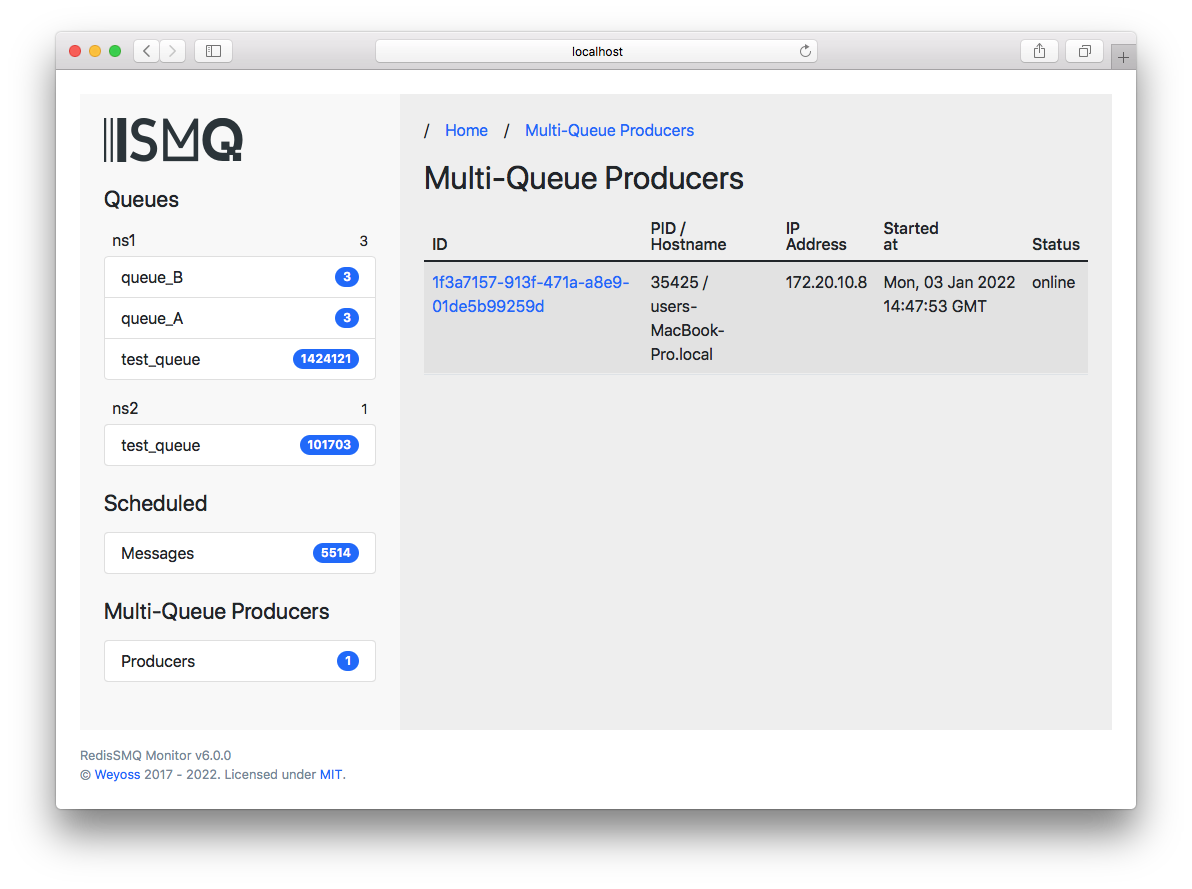 localhost
ISMQ
Queues
ns1 3
queue_B 3
queue_A 3
test_queue 1424121
ns2 1
test_queue 101703
Scheduled
Messages 5514
Multi-Queue Producers
Producers 1
/ Home / Multi-Queue Producers
Multi-Queue Producers
ID PID / Hostname IP Address Started at Status
1f3a7157-913f-471a-a8e9- 35425 / 172.20.10.8 Mon, 03 Jan 2022 online
01de5b99259d users- 14:47:53 GMT
MacBook-
Pro.local
RedisSMQ Monitor v6.0.0
© Weyoss 2017 - 2022. Licensed under MIT.